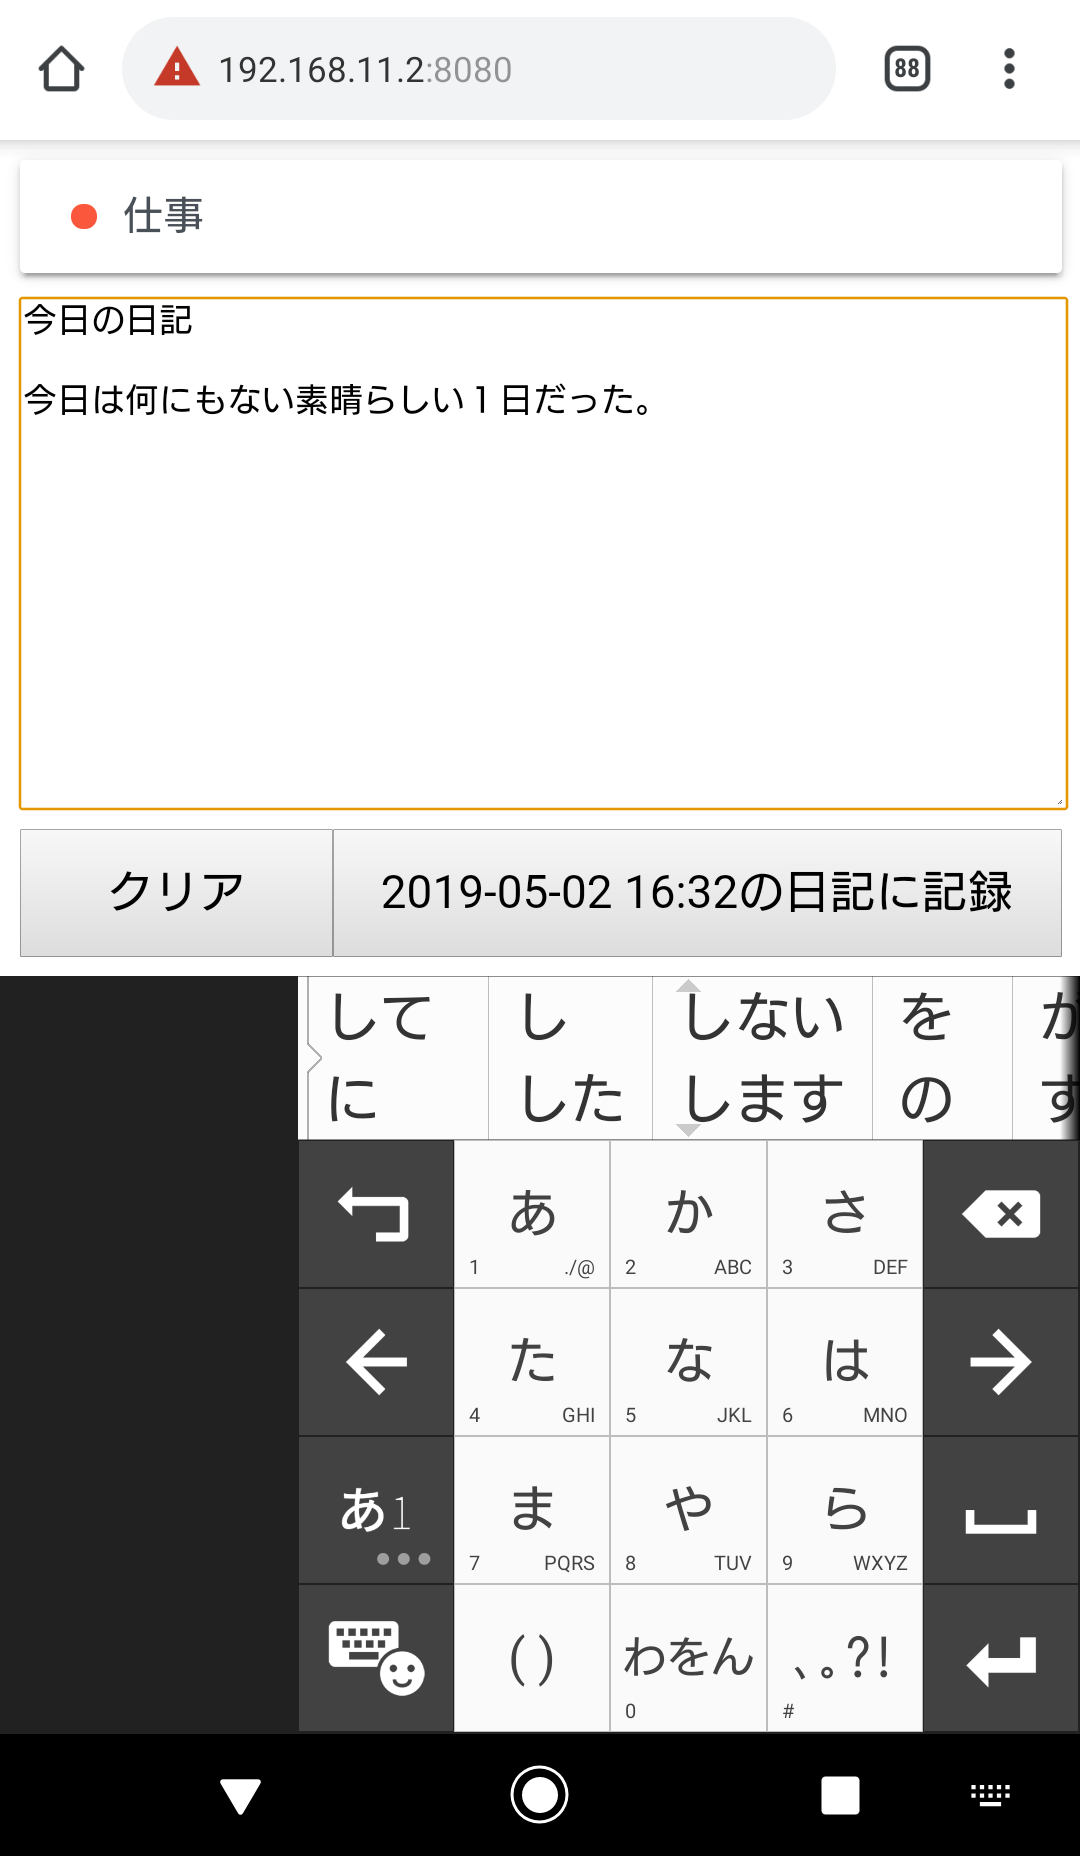 192.168.11.2:8080
88
仕事
今日の日記
今日は何にもない素晴らしい１日だった。
クリア
2019-05-02 16:32の日記に記録
して し しない を か
に した します の す
あ か さ
1 ./@ 2 ABC 3 DEF
た な は
4 GHI 5 JKL 6 MNO
あ1 ま や ら
7 PQRS 8 TUV 9 WXYZ
( ) わをん 、。?!
0 #